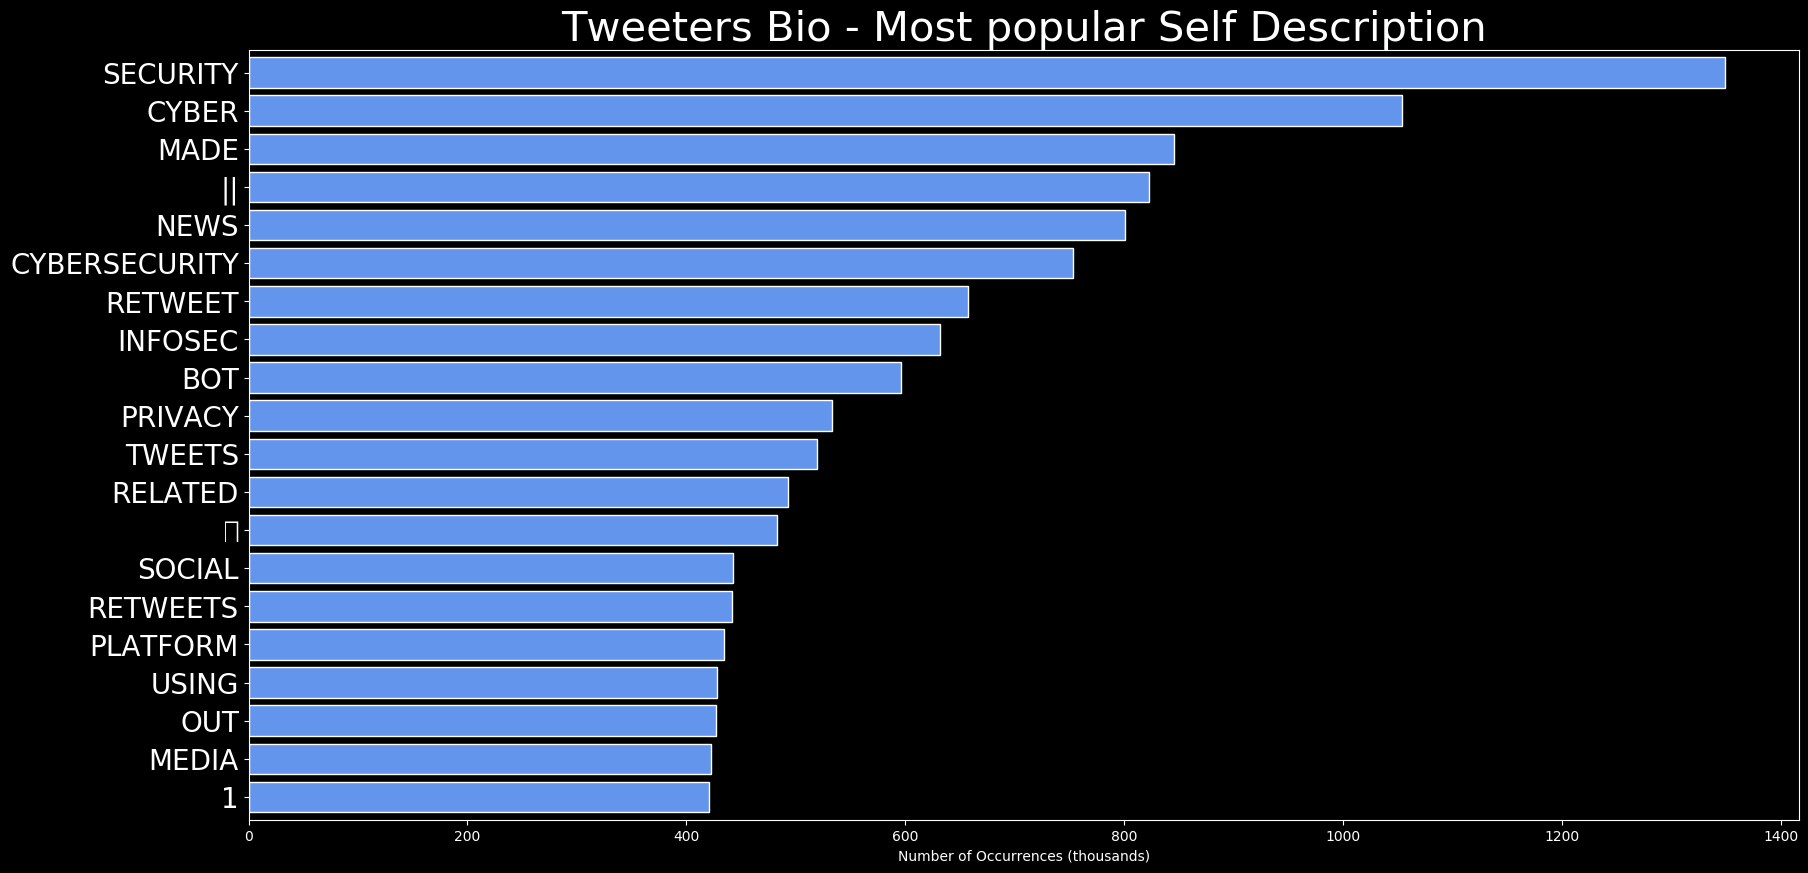 Tweeters Bio - Most popular Self Description
SECURITY
CYBER
MADE
||
NEWS
CYBERSECURITY
RETWEET
INFOSEC
BOT
PRIVACY
TWEETS
RELATED
SOCIAL
RETWEETS
PLATFORM
USING
OUT
MEDIA
1
0 200 400 600 800 1000 1200 1400
Number of Occurrences (thousands)